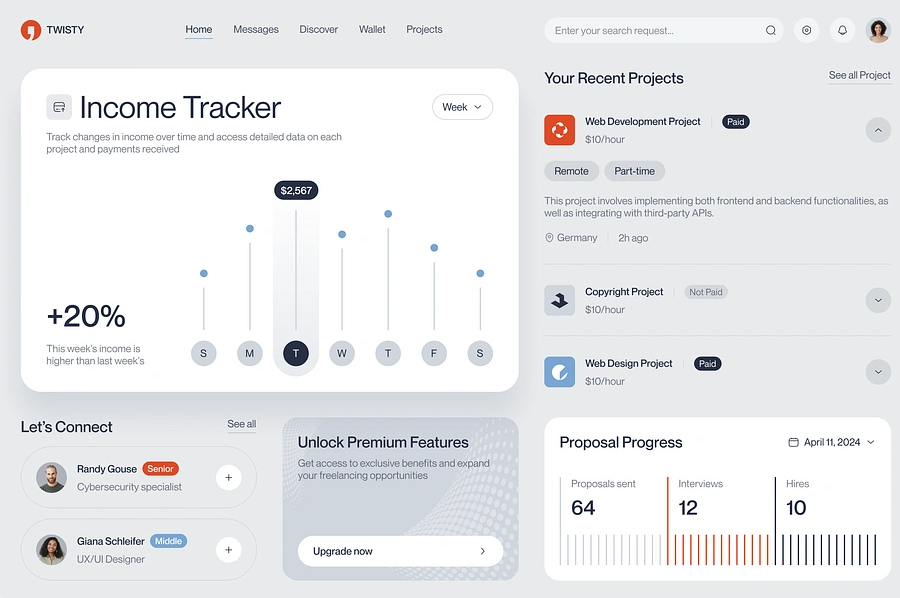 TWISTY
Home
Messages
Discover
Wallet
Projects
Enter your search request...
Income Tracker
Week
Track changes in income over time and access detailed data on each
project and payments received
$2,567
+20%
This week's income is
higher than last week's
S
M
T
W
T
F
S
Your Recent Projects
See all Project
Web Development Project
Paid
$10/hour
Remote
Part-time
This project involves implementing both frontend and backend functionalities, as
well as integrating with third-party APIs.
Germany
2h ago
Copyright Project
Not Paid
$10/hour
Web Design Project
Paid
$10/hour
Let's Connect
See all
Randy Gouse
Senior
Cybersecurity specialist
Giana Schleifer
Middle
UX/UI Designer
Unlock Premium Features
Get access to exclusive benefits and expand
your freelancing opportunities
Upgrade now
Proposal Progress
April 11, 2024
Proposals sent
64
Interviews
12
Hires
10